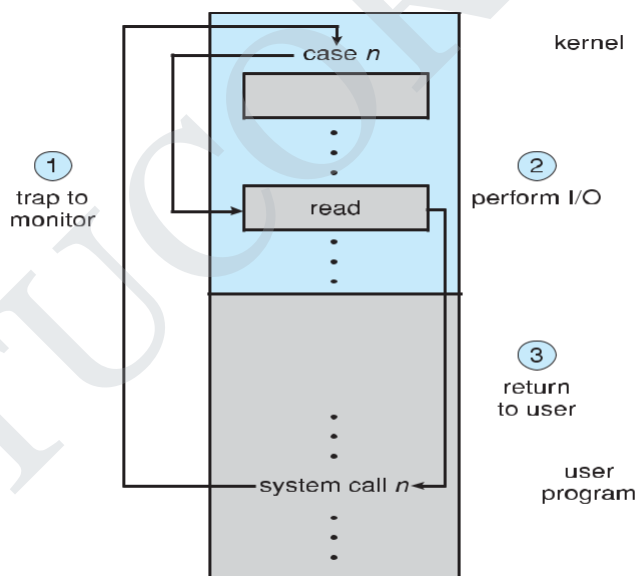 kernel
case n
1
trap to
monitor
2
perform I/O
read
3
return
to user
system call n
user
program